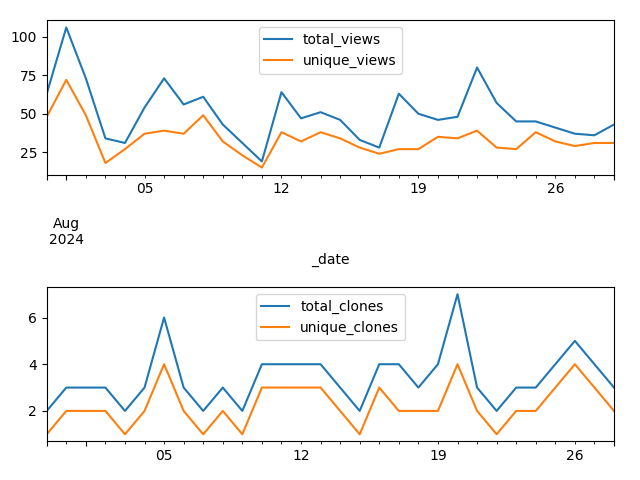 100
75
50
25
total_views
unique_views
05
12
19
26
Aug
2024
_date
6
4
2
total_clones
unique_clones
05
12
19
26